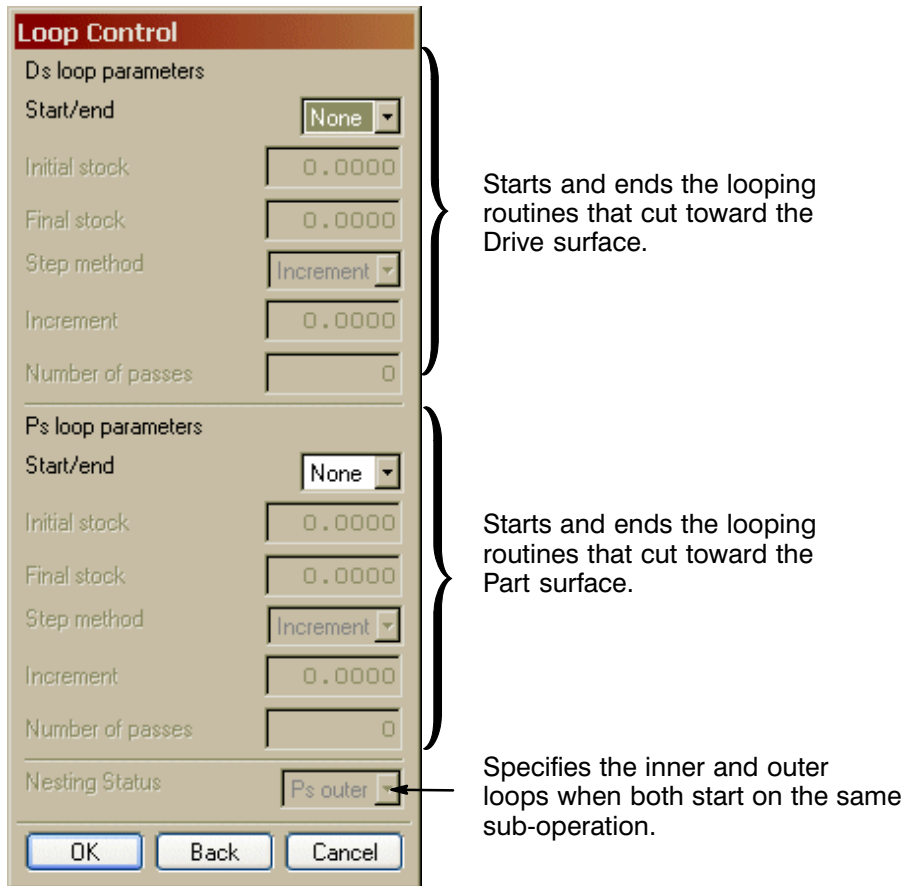 Loop Control
Ds loop parameters
Start/end None
Initial stock 0.0000
Final stock 0.0000
Step method Increment
Increment 0.0000
Number of passes 0
Starts and ends the looping
routines that cut toward the
Drive surface.
Ps loop parameters
Start/end None
Initial stock 0.0000
Final stock 0.0000
Step method Increment
Increment 0.0000
Number of passes 0
Starts and ends the looping
routines that cut toward the
Part surface.
Nesting Status Ps outer
Specifies the inner and outer
loops when both start on the same
sub-operation.
OK Back Cancel